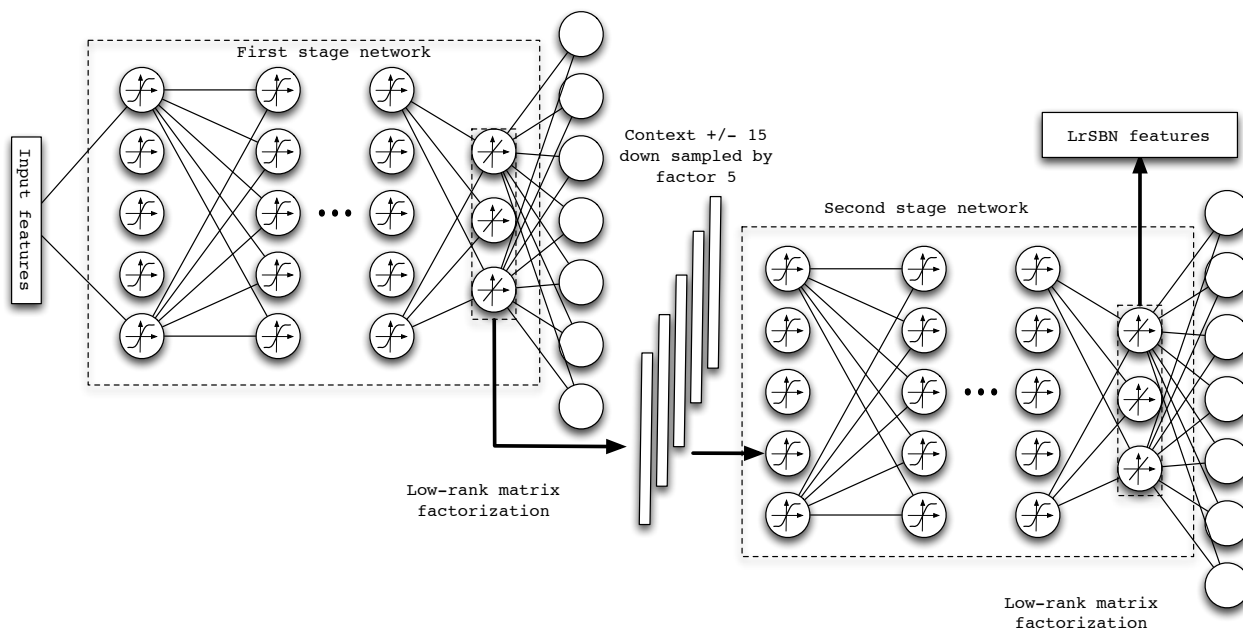 First stage network
Input features
Context +/- 15
down sampled by
factor 5
LrSBN features
Second stage network
Low-rank matrix
factorization
Low-rank matrix
factorization